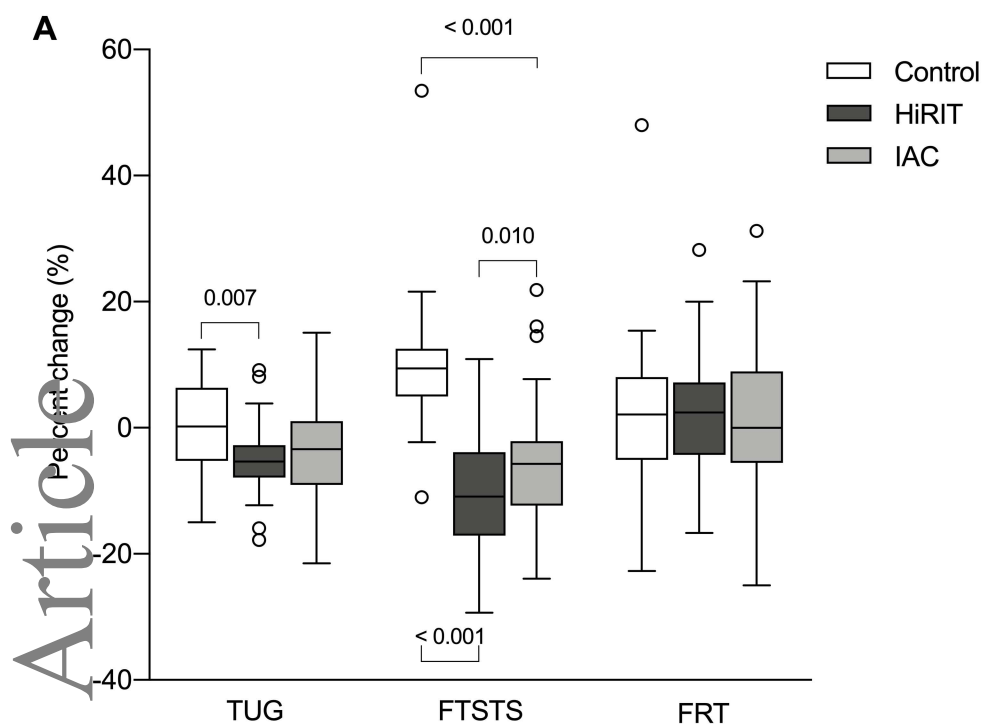 A
< 0.001
60
Control
HiRIT
IAC
40
0.010
20
0.007
Percent change (%)
0
Article
-20
< 0.001
-40
TUG
FTSTS
FRT